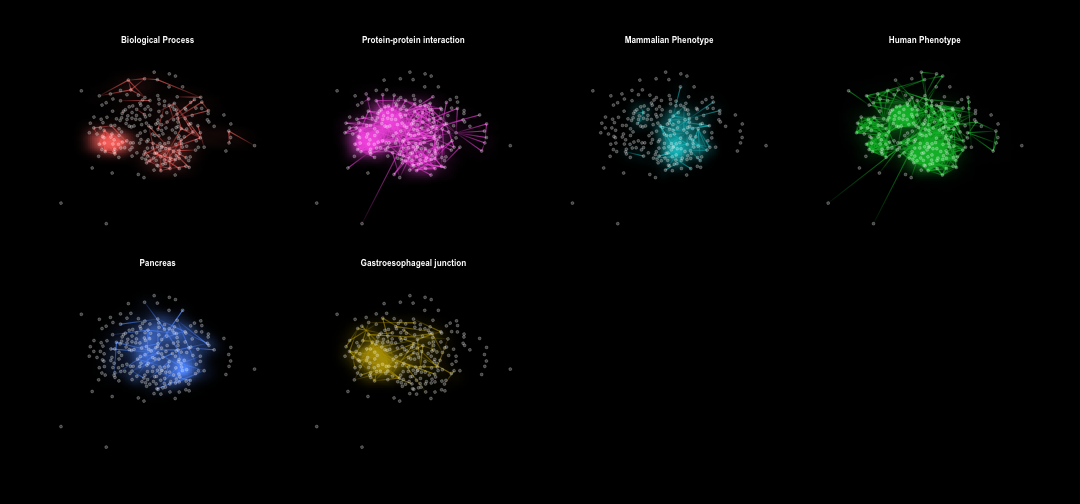 Biological Process
Protein-protein interaction
Mammalian Phenotype
Human Phenotype
Pancreas
Gastroesophageal junction